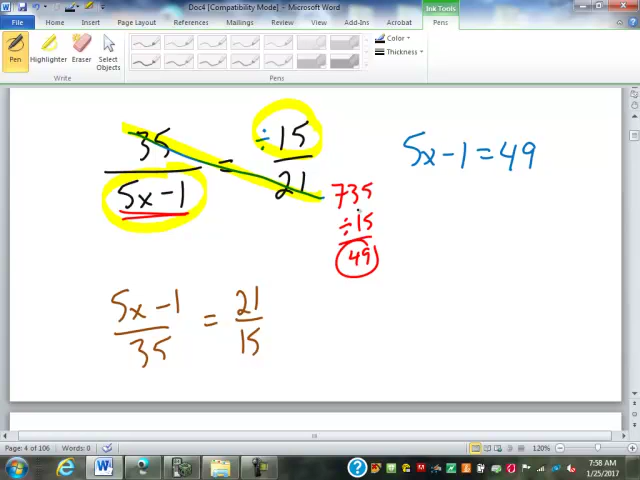 Doc4 [Compatibility Mode] - Microsoft Word
Ink Tools
File Home Insert Page Layout References Mailings Review View Add-Ins Acrobat Pens
Pen Highlighter Eraser Select Objects
Color
Thickness
Write
Pens
35 ÷15
5x-1 = 21
735
÷15
49
5x-1=49
5x-1 = 21
35 15
Page: 4 of 106 Words: 0 120%
7:58 AM
1/25/2017